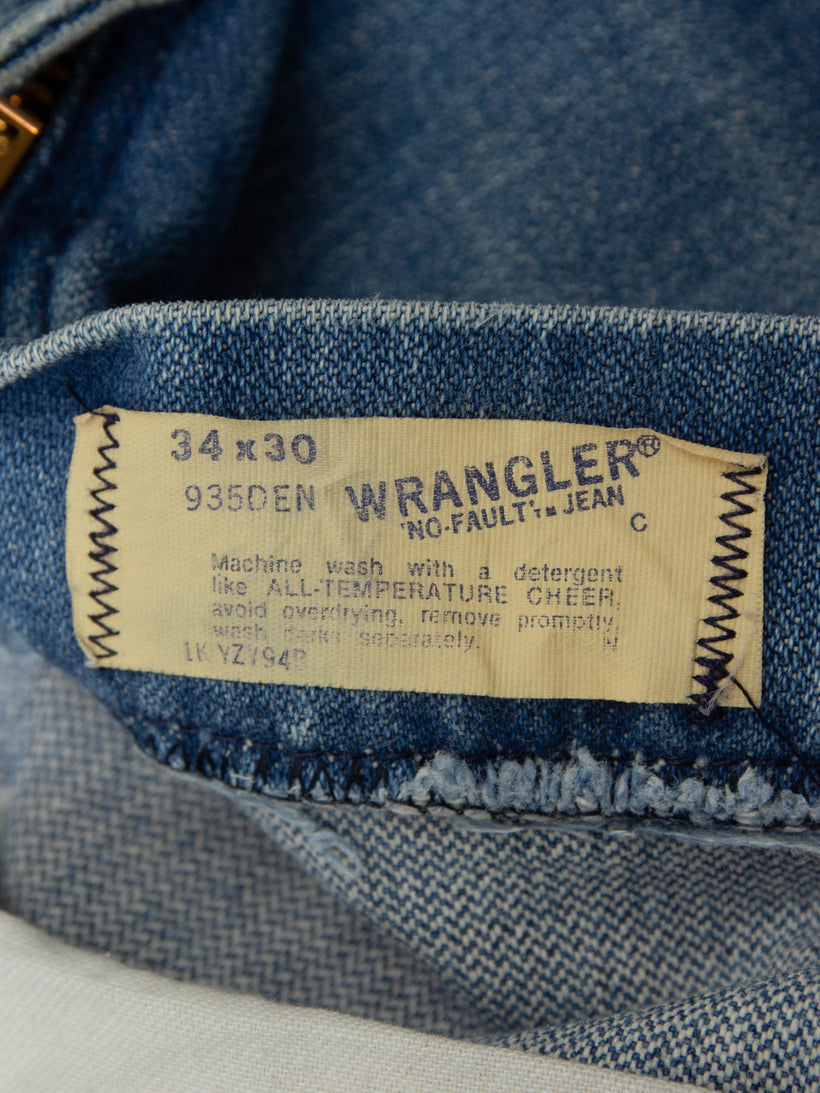 34 x 30
935DEN WRANGLER®
'NO-FAULT'™ JEAN
C
Machine wash with a detergent
like ALL-TEMPERATURE CHEER,
avoid overdrying, remove promptly,
wash darks separately.